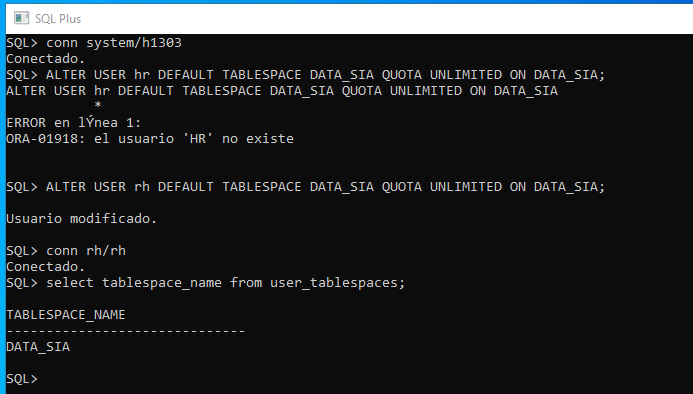 SQL Plus
SQL> conn system/h1303
Conectado.
SQL> ALTER USER hr DEFAULT TABLESPACE DATA_SIA QUOTA UNLIMITED ON DATA_SIA;
ALTER USER hr DEFAULT TABLESPACE DATA_SIA QUOTA UNLIMITED ON DATA_SIA
           *
ERROR en lÝnea 1:
ORA-01918: el usuario 'HR' no existe
SQL> ALTER USER rh DEFAULT TABLESPACE DATA_SIA QUOTA UNLIMITED ON DATA_SIA;
Usuario modificado.
SQL> conn rh/rh
Conectado.
SQL> select tablespace_name from user_tablespaces;
TABLESPACE_NAME
------------------------------
DATA_SIA
SQL>